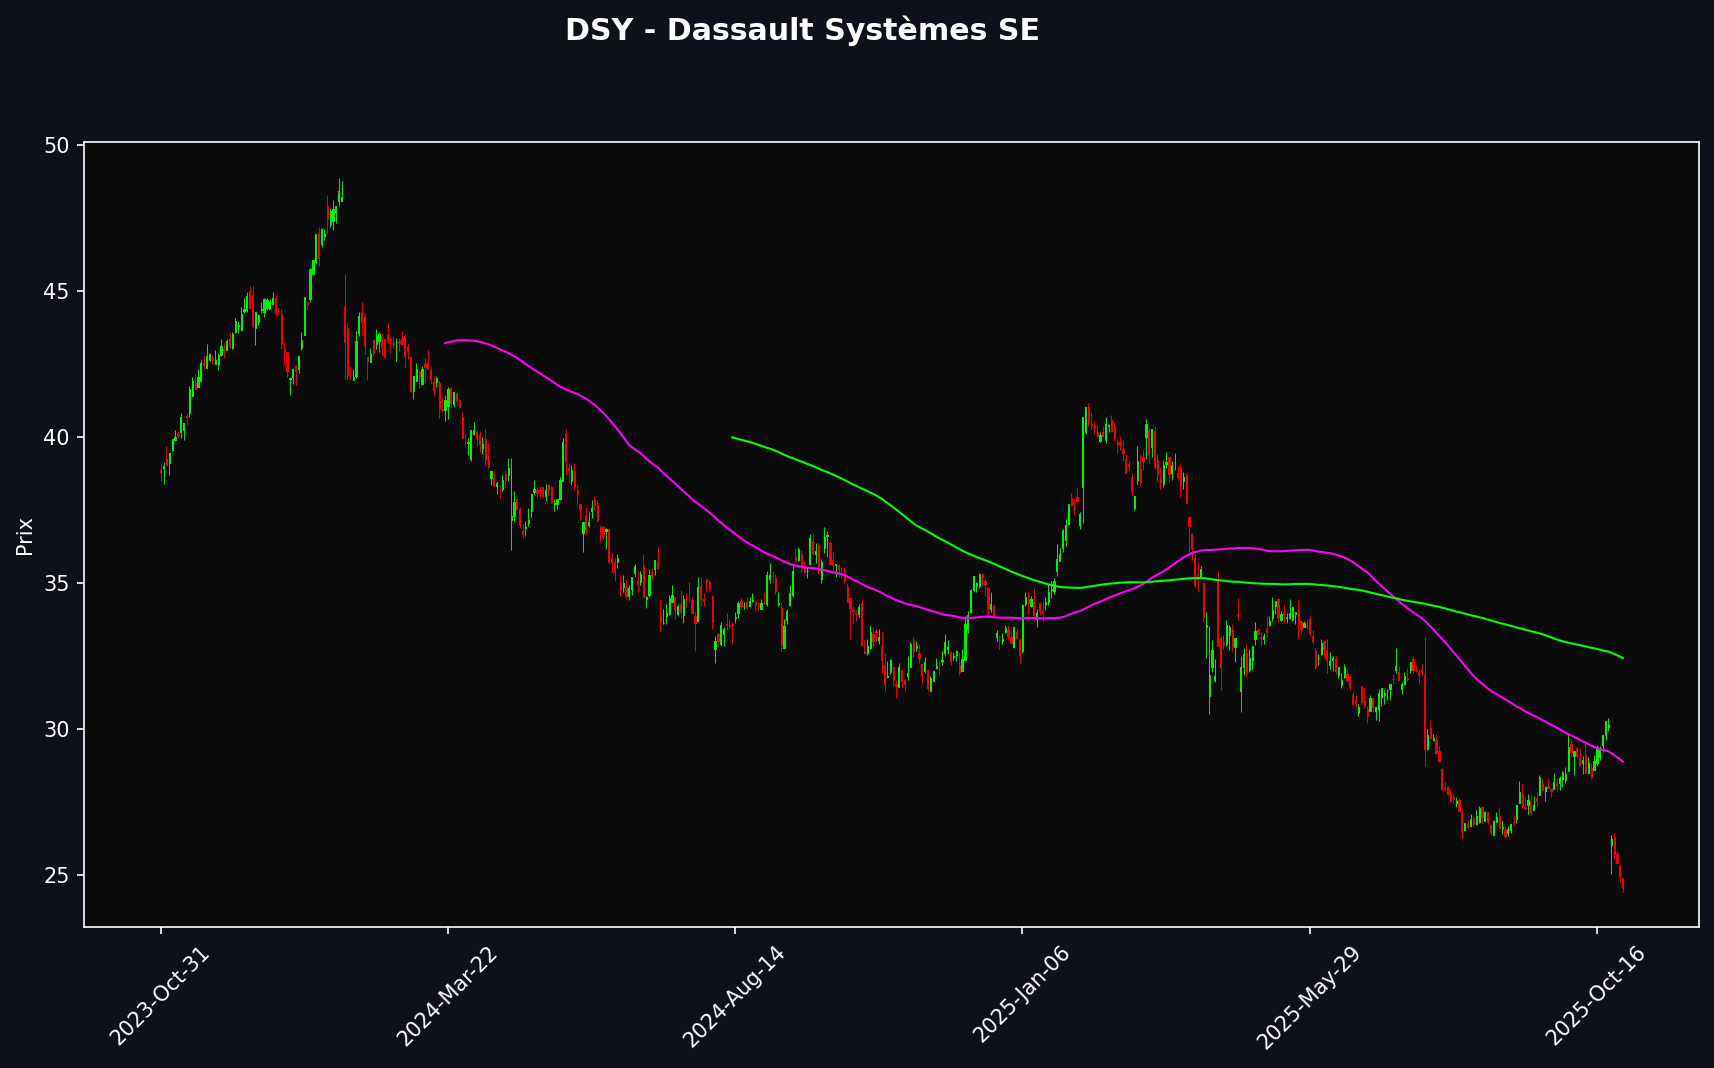 DSY - Dassault Systèmes SE
50
45
40
35
30
25
Prix
2023-Oct-31
2024-Mar-22
2024-Aug-14
2025-Jan-06
2025-May-29
2025-Oct-16